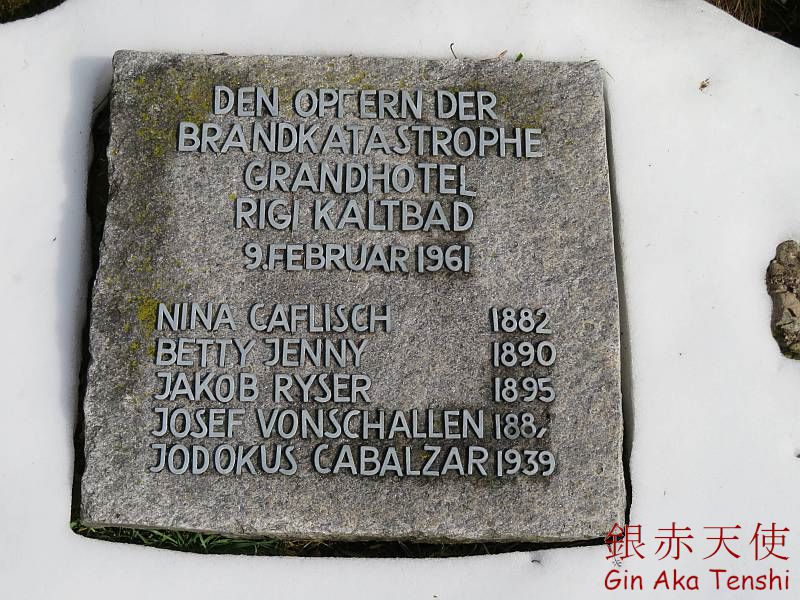 DEN OPFERN DER
BRANDKATASTROPHE
GRANDHOTEL
RIGI KALTBAD
9. FEBRUAR 1961
NINA CAFLISCH 1882
BETTY JENNY 1890
JAKOB RYSER 1895
JOSEF VONSCHALLEN
JODOKUS CABALZAR 1939
銀赤天使
Gin Aka Tenshi